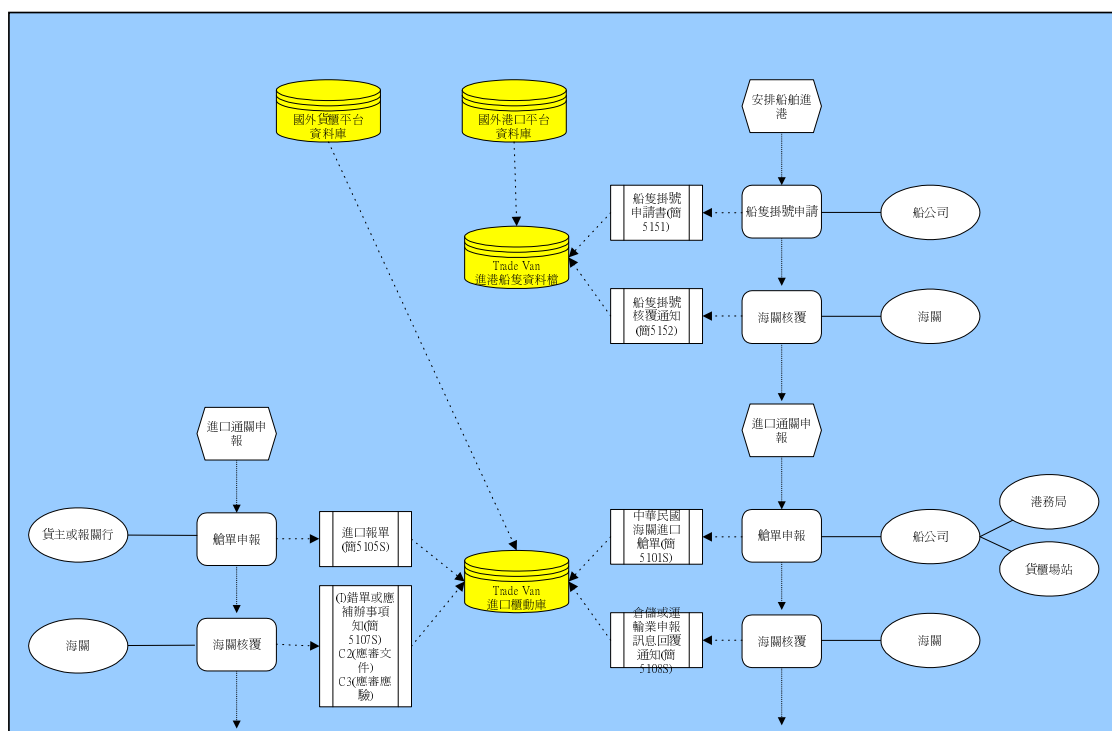 國外貨櫃平台
資料庫
國外港口平台
資料庫
安排船舶進
港
船隻掛號
申請書(簡
5151)
船隻掛號申請
船公司
Trade Van
進港船隻資料檔
船隻掛號
核覆通知
(簡5152)
海關核覆
海關
進口通關申
報
進口通關申
報
貨主或報關行
艙單申報
進口報單
(簡5105S)
Trade Van
進口櫃動庫
中華民國
海關進口
艙單(簡
5101S)
艙單申報
船公司
港務局
貨櫃場站
海關
海關核覆
(I)錯單或應
補辦事項
知(簡
5107S)
C2(應審文
件)
C3(應審應
驗)
倉儲或運
輸業申報
訊息回覆
通知(簡
5108S)
海關核覆
海關